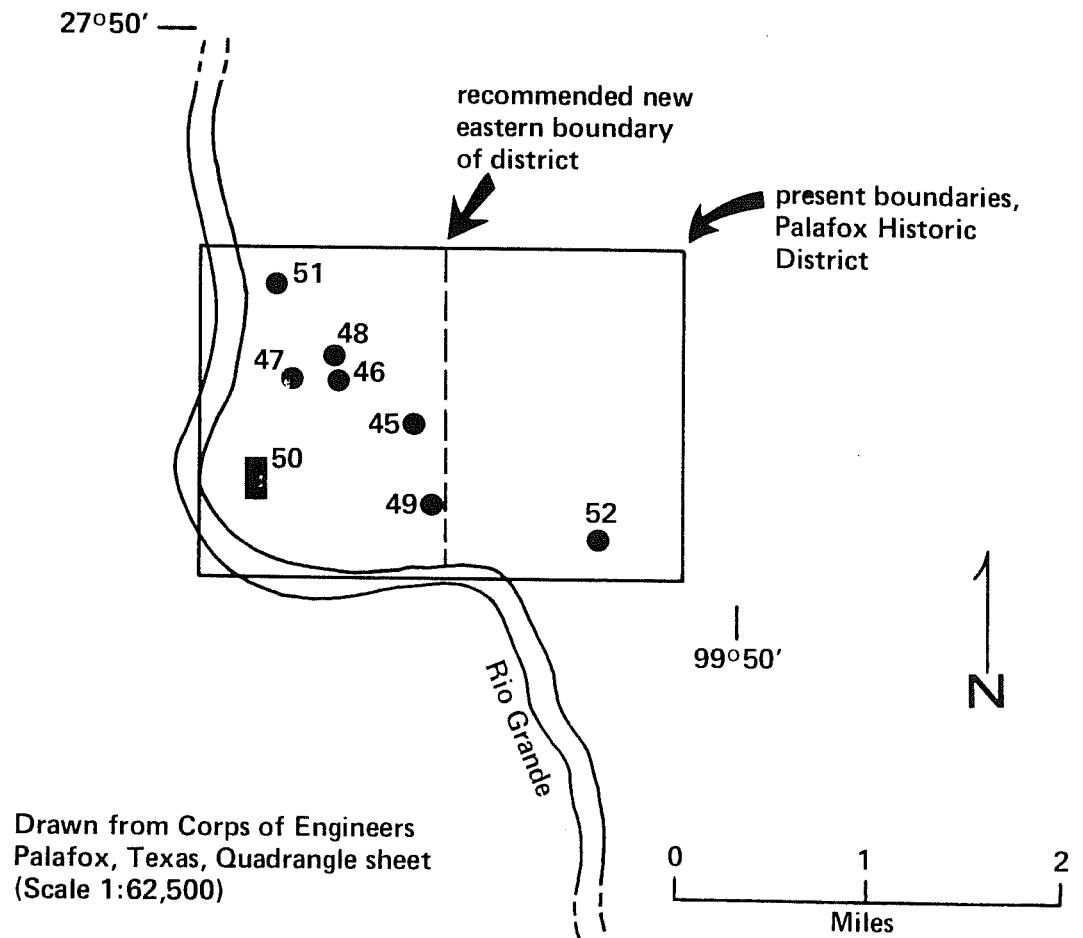 27°50'
recommended new
eastern boundary
of district
present boundaries,
Palafox Historic
District
51
48
47
46
45
50
49
52
99°50'
N
Rio Grande
Drawn from Corps of Engineers
Palafox, Texas, Quadrangle sheet
(Scale 1:62,500)
0 1 2
Miles